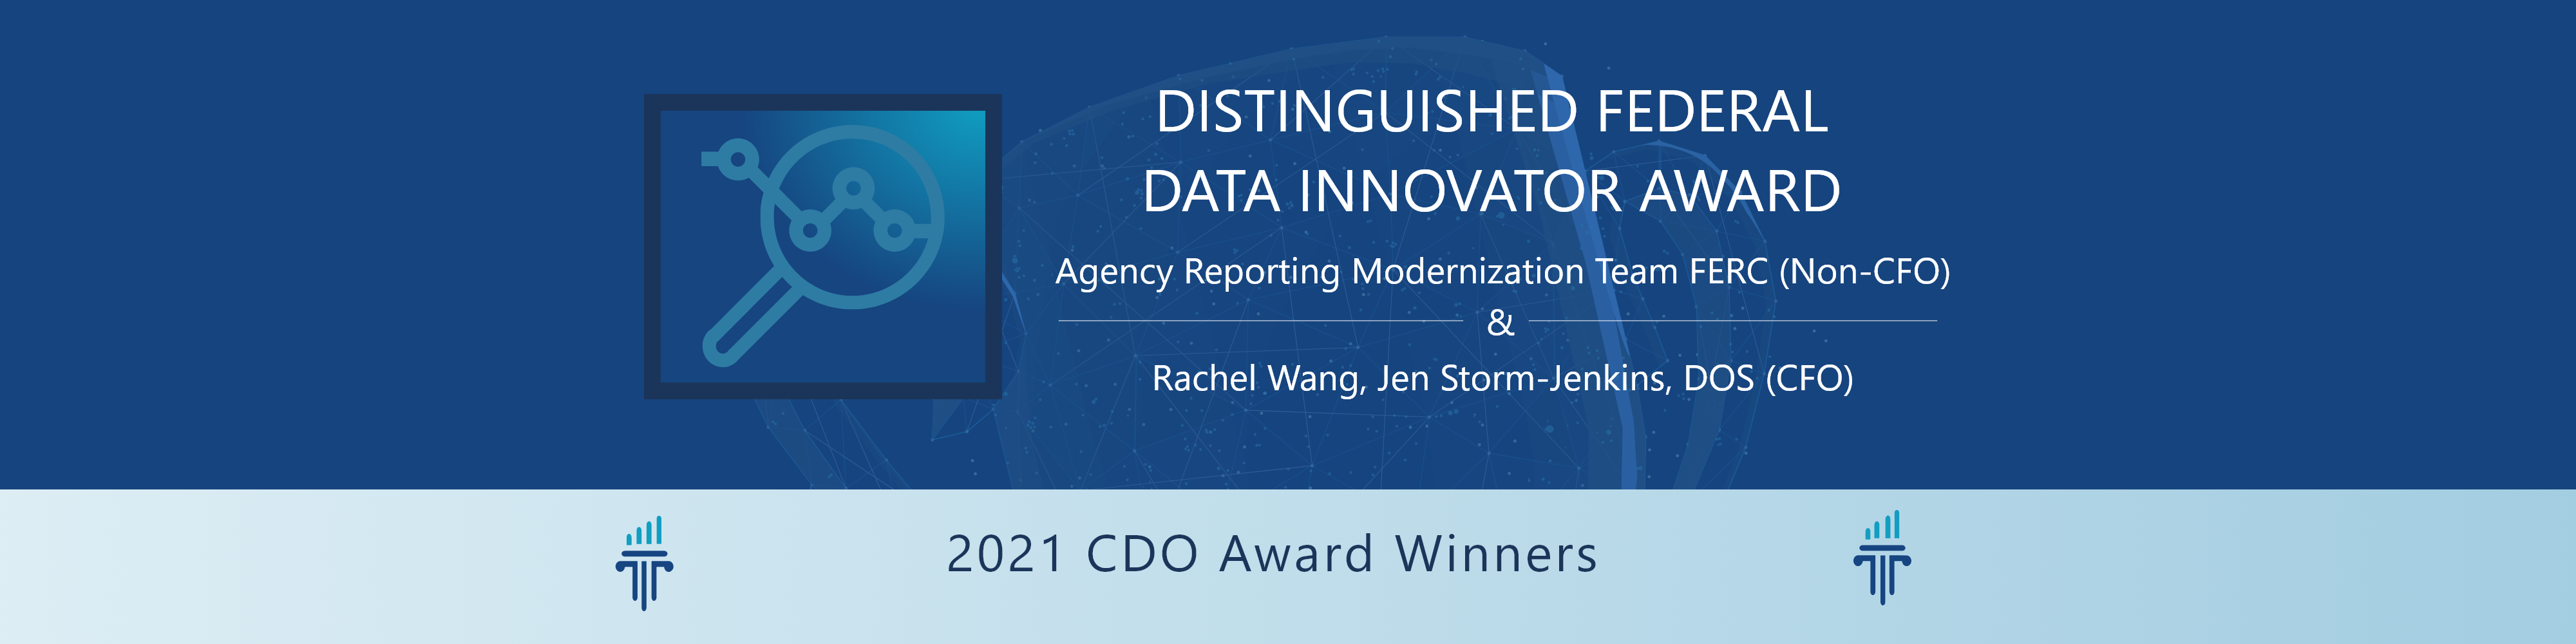 DISTINGUISHED FEDERAL
DATA INNOVATOR AWARD
Agency Reporting Modernization Team FERC (Non-CFO)
&
Rachel Wang, Jen Storm-Jenkins, DOS (CFO)
2021 CDO Award Winners